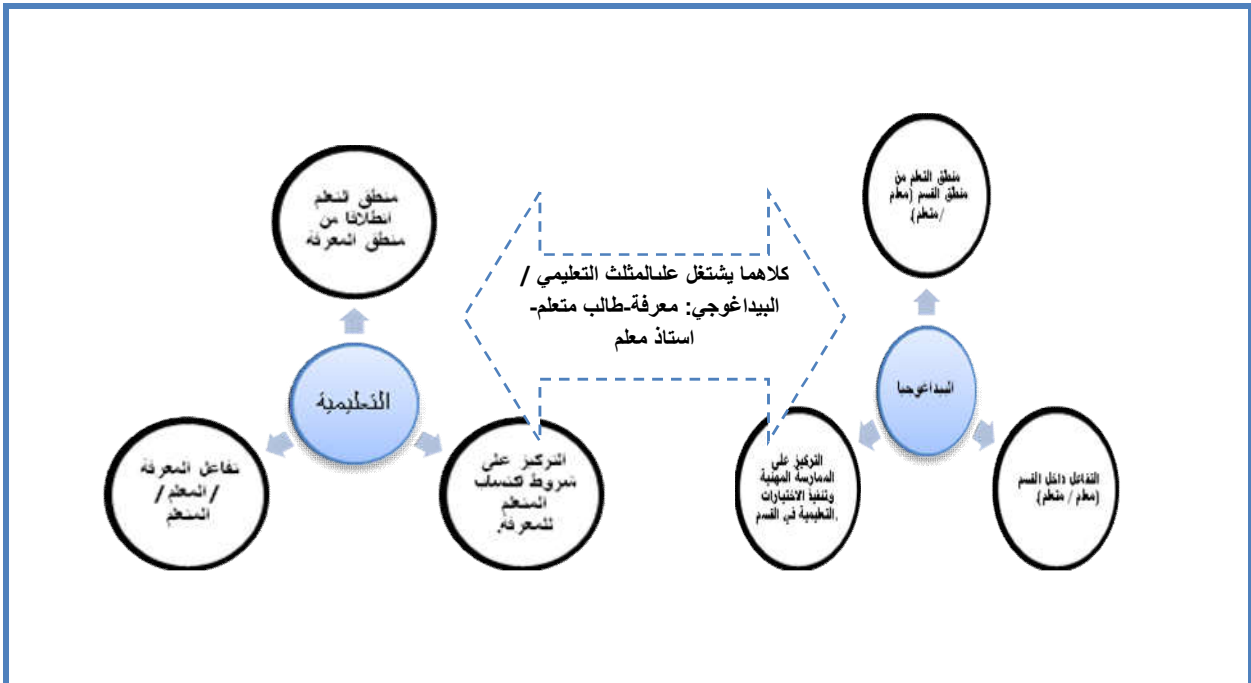 منطق التعلم من
منطق القسم (معلم
/متعلم).
منطق التعلم
انطلاقا من
منطق المعرفة
كلاهما يشتغل علىالمثلث التعليمي /
البيداغوجي: معرفة-طالب متعلم-
استاذ معلم
البيداغوجيا
التعليمية
التفاعل داخل القسم
(معلم / متعلم).
التركيز على
الممارسة المهنية
وتنفيذ الاختيارات
التعليمية في القسم.
التركيز على
شروط اكتساب
المتعلم
للمعرفة.
تفاعل المعرفة
/ المعلم /
المتعلم